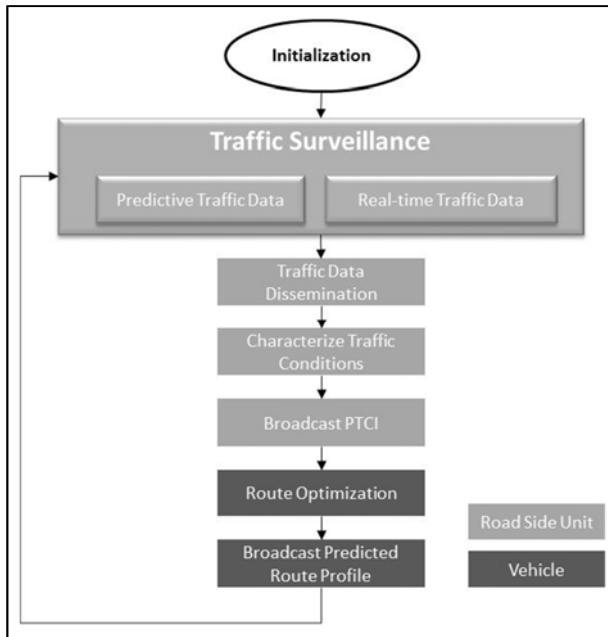 Initialization
Traffic Surveillance
Predictive Traffic Data
Real-time Traffic Data
Traffic Data
Dissemination
Characterize Traffic
Conditions
Broadcast PTCI
Route Optimization
Broadcast Predicted
Route Profile
Road Side Unit
Vehicle